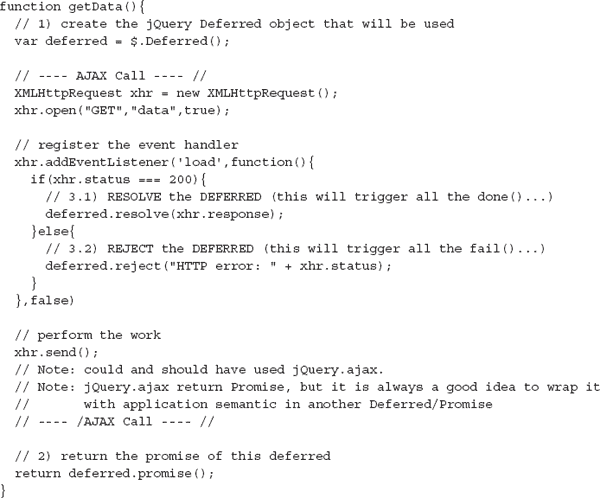 function getData(){
  // 1) create the jQuery Deferred object that will be used
  var deferred = $.Deferred();

  // ---- AJAX Call ---- //
  XMLHttpRequest xhr = new XMLHttpRequest();
  xhr.open("GET","data",true);

  // register the event handler
  xhr.addEventListener('load',function(){
    if(xhr.status === 200){
      // 3.1) RESOLVE the DEFERRED (this will trigger all the done()...)
      deferred.resolve(xhr.response);
    }else{
      // 3.2) REJECT the DEFERRED (this will trigger all the fail()...)
      deferred.reject("HTTP error: " + xhr.status);
    }
  },false)

  // perform the work
  xhr.send();
  // Note: could and should have used jQuery.ajax.
  // Note: jQuery.ajax return Promise, but it is always a good idea to wrap it
  //       with application semantic in another Deferred/Promise
  // ---- /AJAX Call ---- //

  // 2) return the promise of this deferred
  return deferred.promise();
}